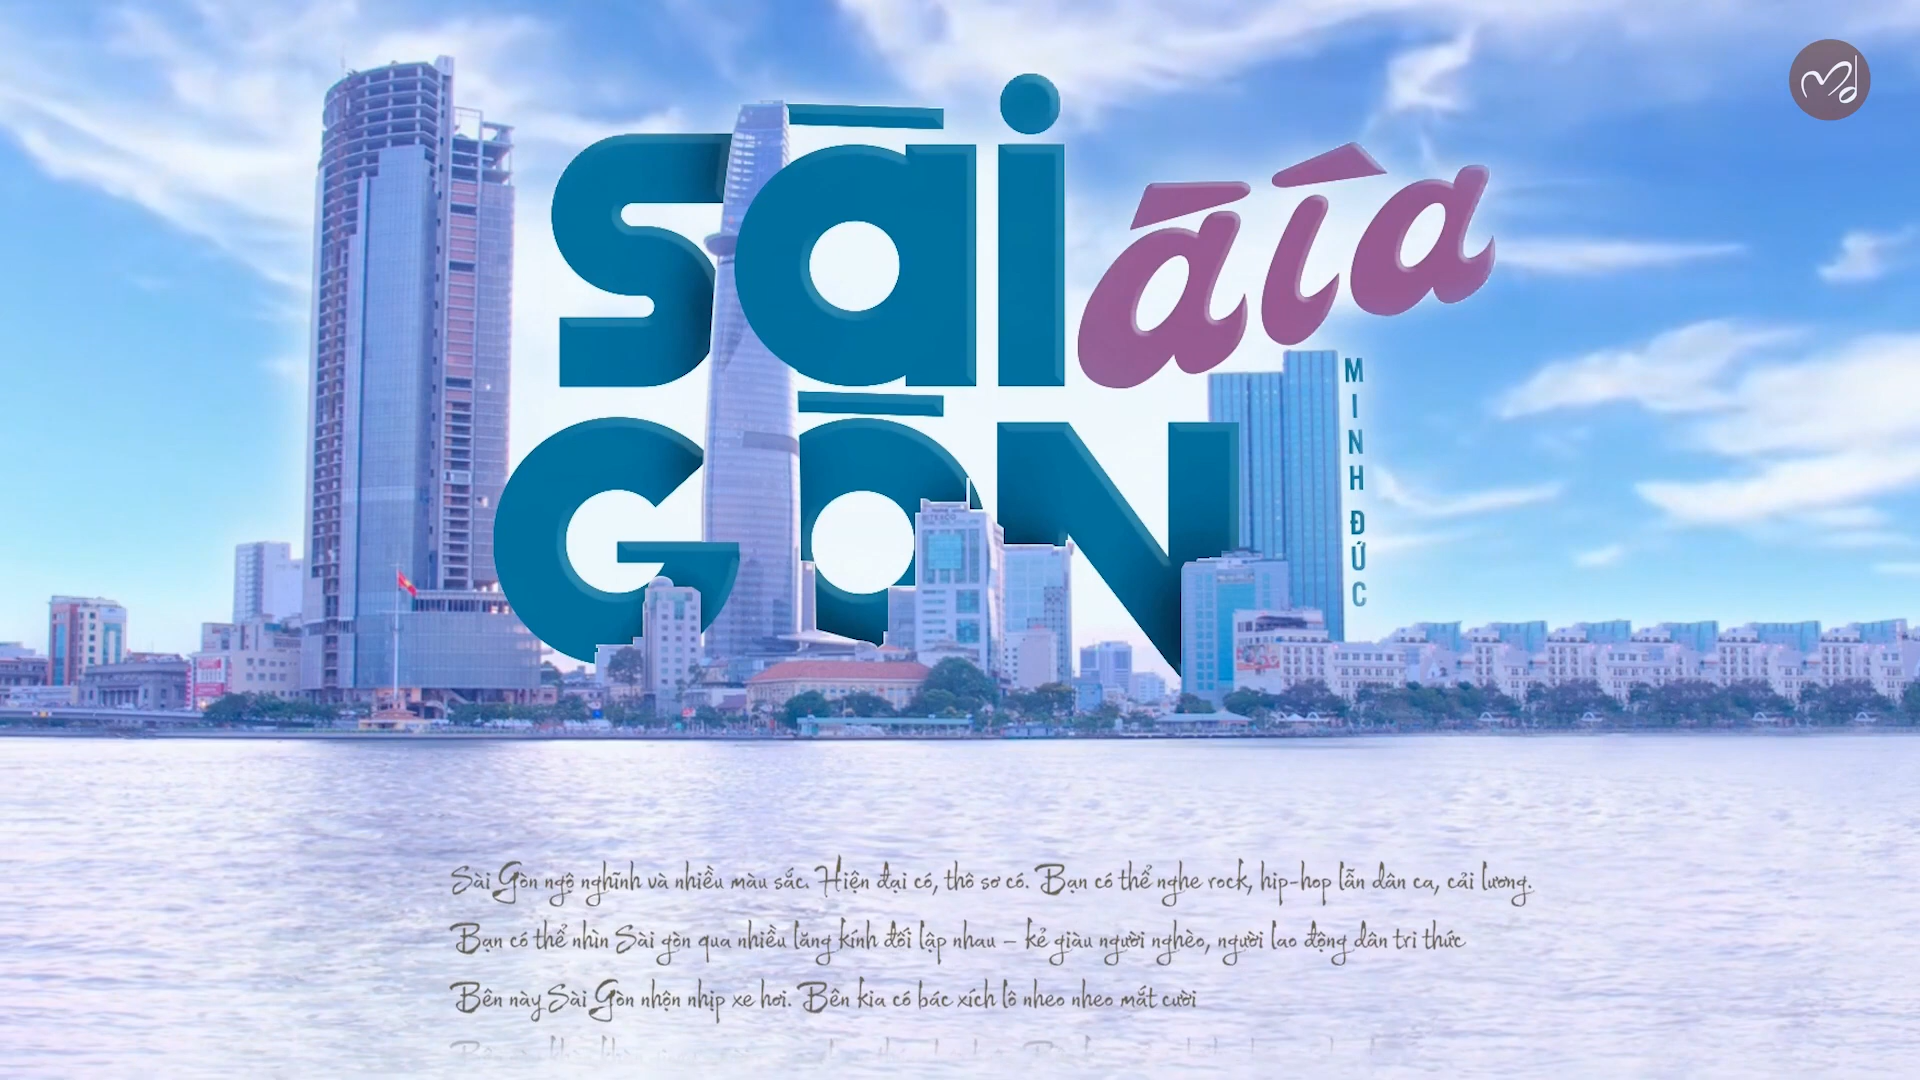 Sài
Gòn
à í a
MINH ĐỨC
Sài Gòn ngộ nghĩnh và nhiều màu sắc. Hiện đại có, thô sơ có. Bạn có thể nghe rock, hip-hop lẫn dân ca, cải lương.
Bạn có thể nhìn Sài gòn qua nhiều lăng kính đối lập nhau – kẻ giàu người nghèo, người lao động dân tri thức
Bên này Sài Gòn nhộn nhịp xe hơi. Bên kia có bác xích lô nheo nheo mắt cười